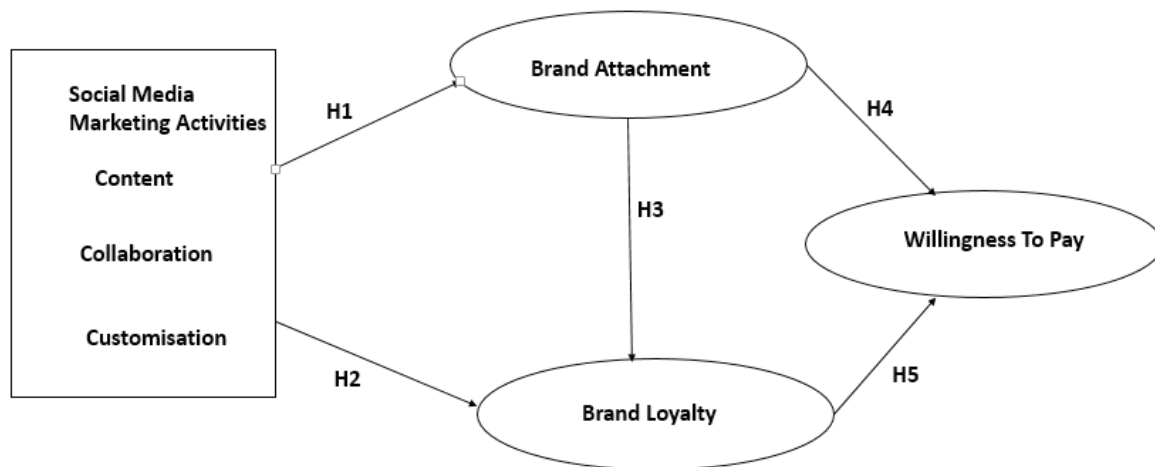 Social Media
Marketing Activities
Content
Collaboration
Customisation
H1
Brand Attachment
H4
H3
Willingness To Pay
H2
Brand Loyalty
H5